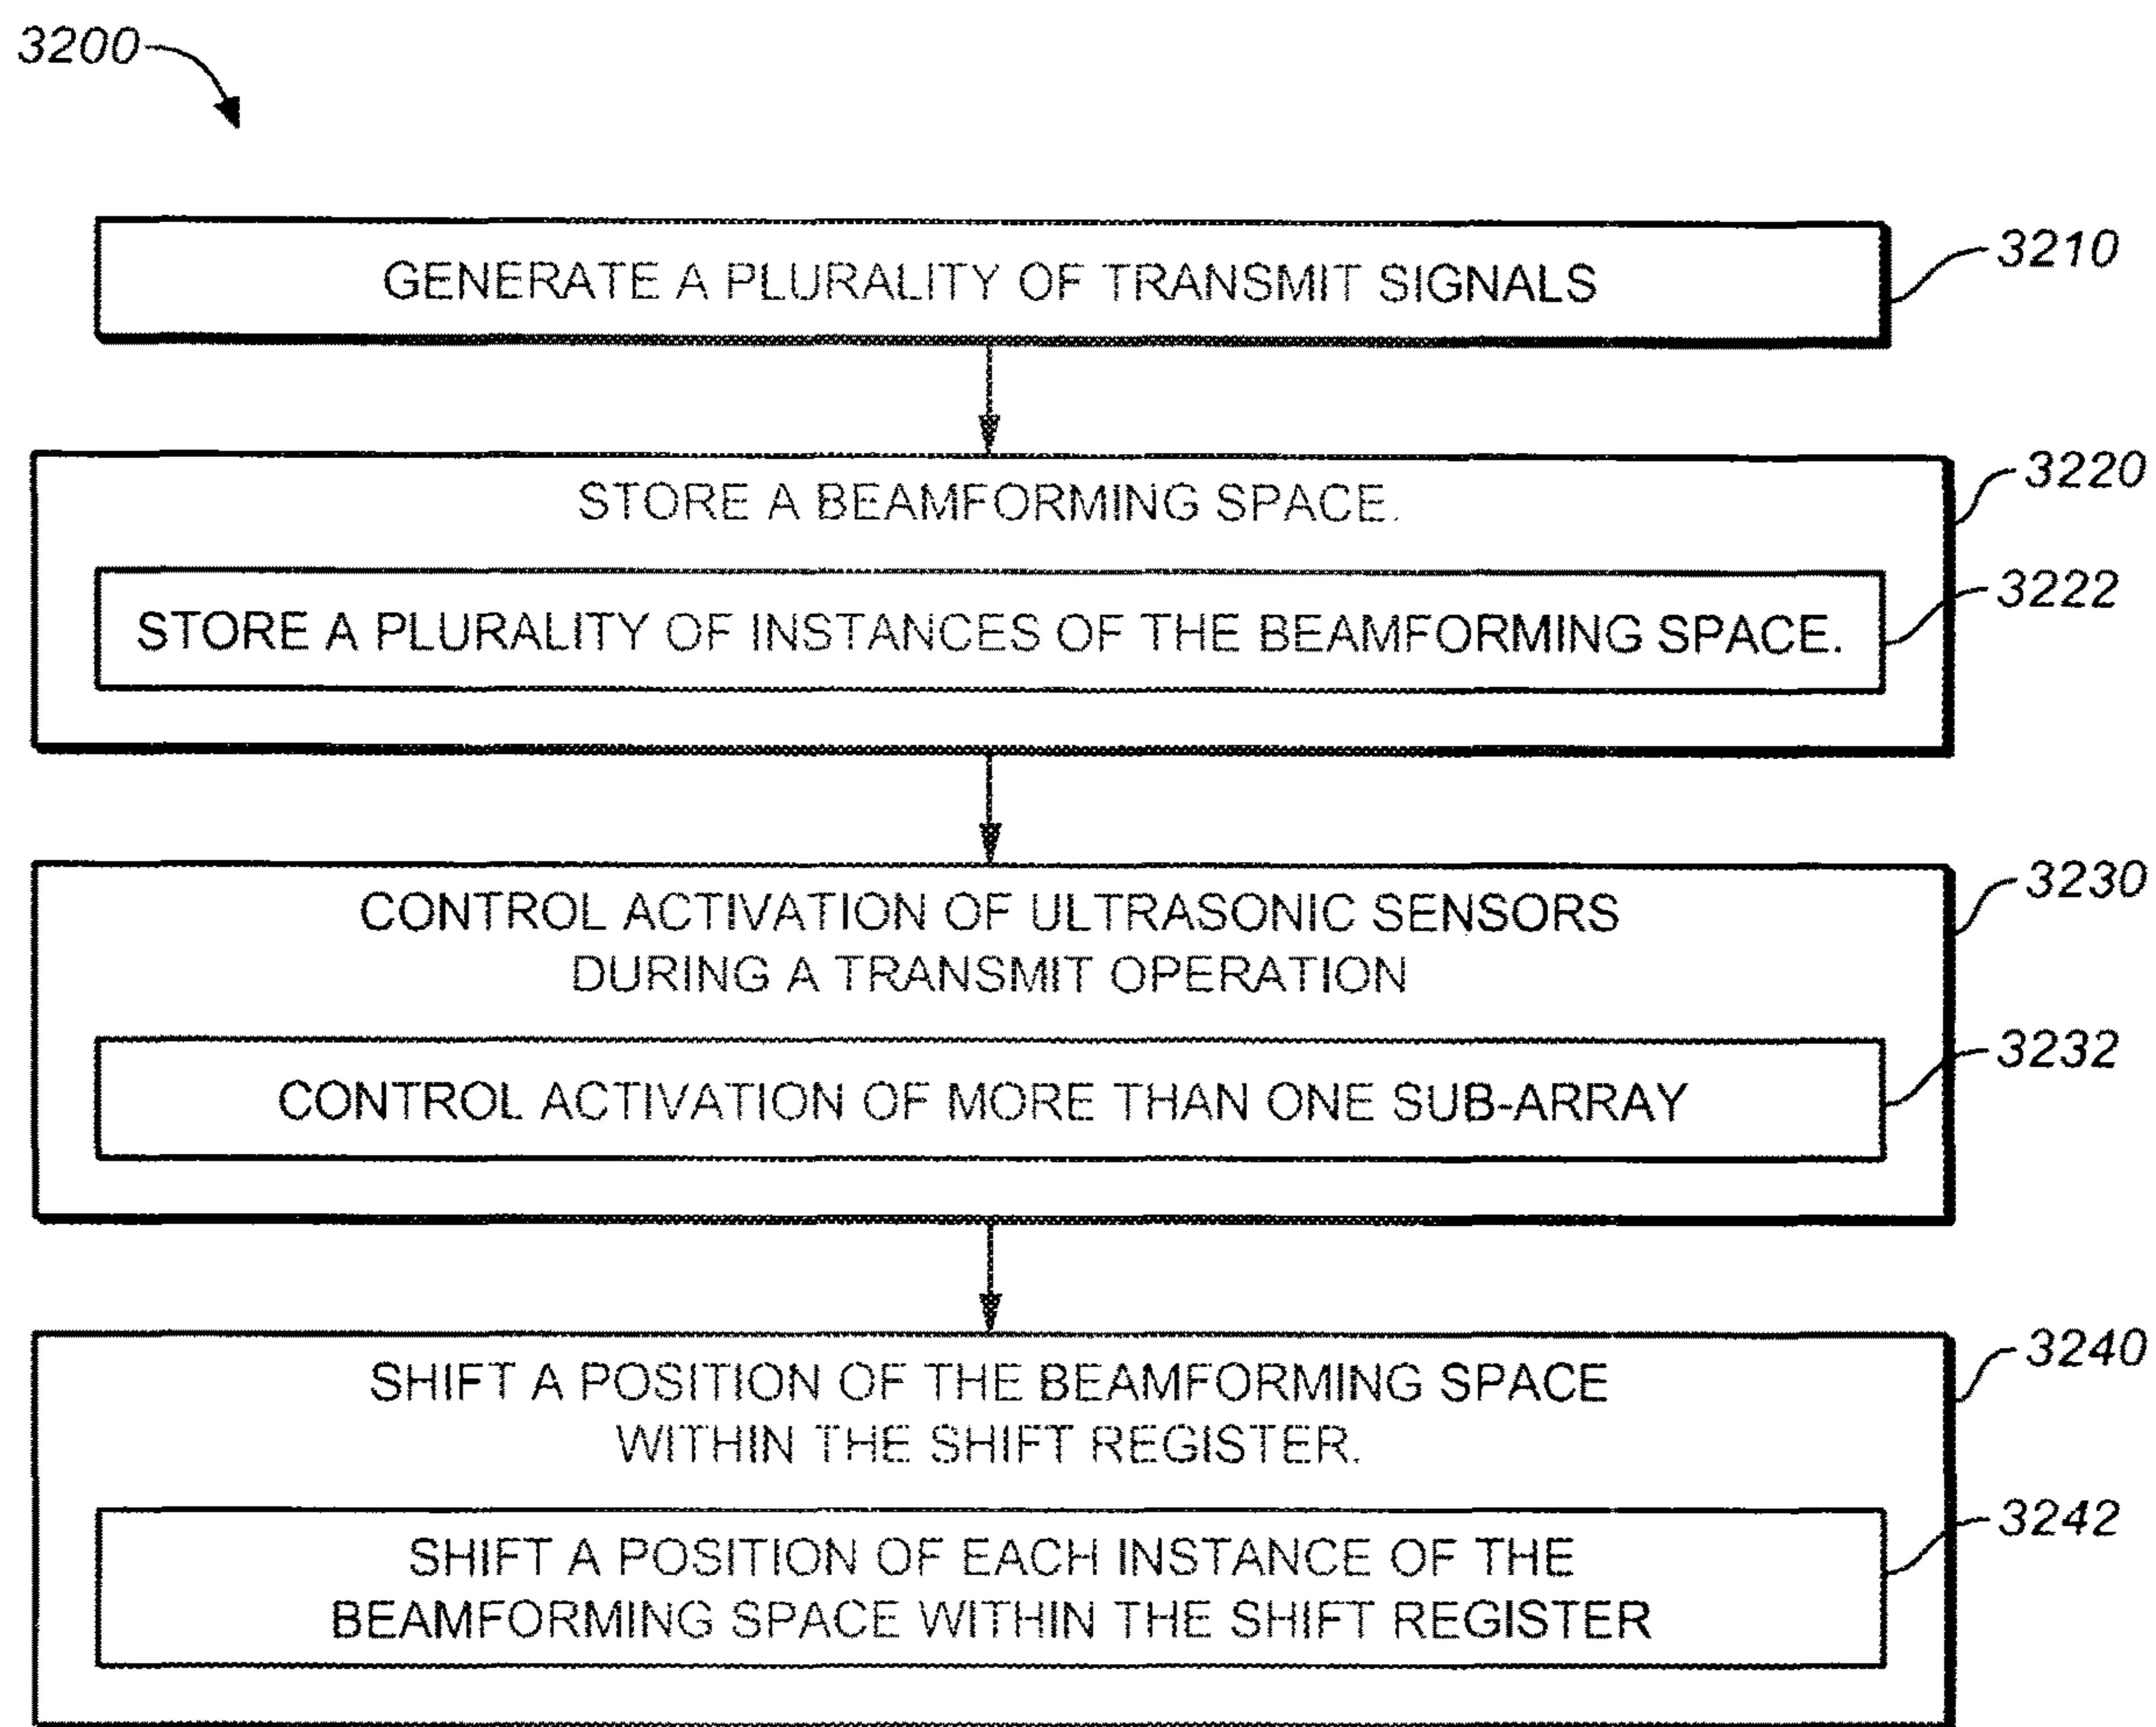 3200
GENERATE A PLURALITY OF TRANSMIT SIGNALS
3210
STORE A BEAMFORMING SPACE.
3220
STORE A PLURALITY OF INSTANCES OF THE BEAMFORMING SPACE.
3222
CONTROL ACTIVATION OF ULTRASONIC SENSORS
DURING A TRANSMIT OPERATION
3230
CONTROL ACTIVATION OF MORE THAN ONE SUB-ARRAY
3232
SHIFT A POSITION OF THE BEAMFORMING SPACE
WITHIN THE SHIFT REGISTER.
3240
SHIFT A POSITION OF EACH INSTANCE OF THE
BEAMFORMING SPACE WITHIN THE SHIFT REGISTER
3242